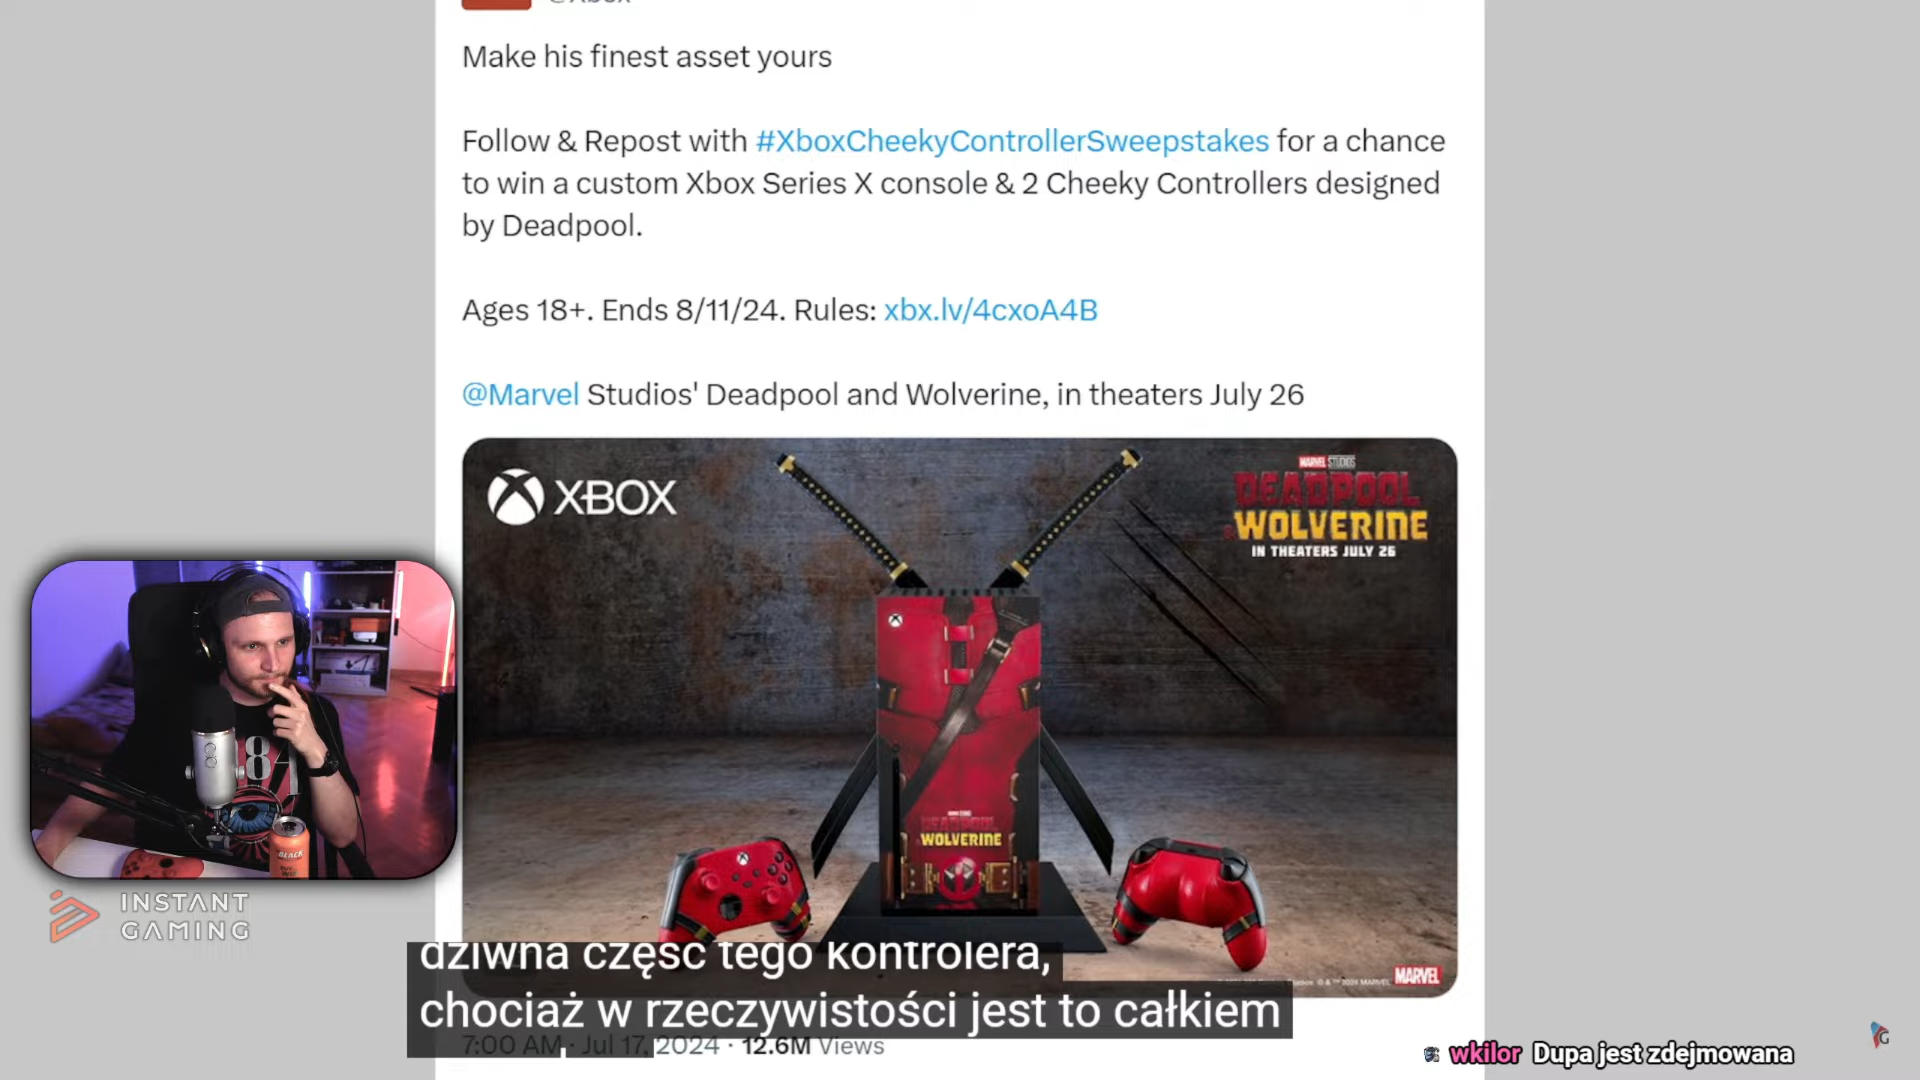 @Xbox
Make his finest asset yours
Follow & Repost with #XboxCheekyControllerSweepstakes for a chance
to win a custom Xbox Series X console & 2 Cheeky Controllers designed
by Deadpool.
Ages 18+. Ends 8/11/24. Rules: xbx.lv/4cxoA4B
@Marvel Studios' Deadpool and Wolverine, in theaters July 26
XBOX
MARVEL STUDIOS
DEADPOOL
WOLVERINE
IN THEATERS JULY 26
84
BLACK
DEADPOOL
WOLVERINE
INSTANT
GAMING
MARVEL
dziwna część tego kontrolera,
chociaż w rzeczywistości jest to całkiem
7:00 AM · Jul 17, 2024 · 12.6M Views
wkilor Dupa jest zdejmowana